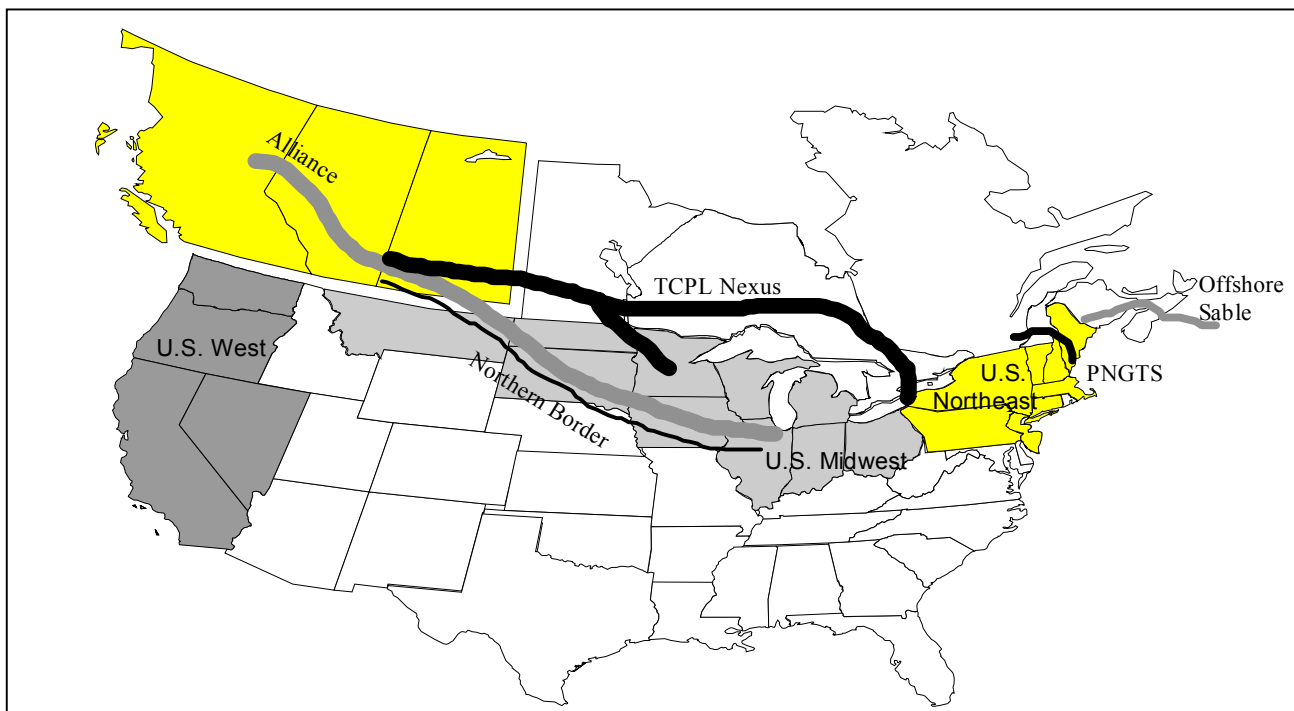 Alliance
TCPL Nexus
Offshore
Sable
U.S. West
Northern Border
PNGTS
U.S.
Northeast
U.S. Midwest